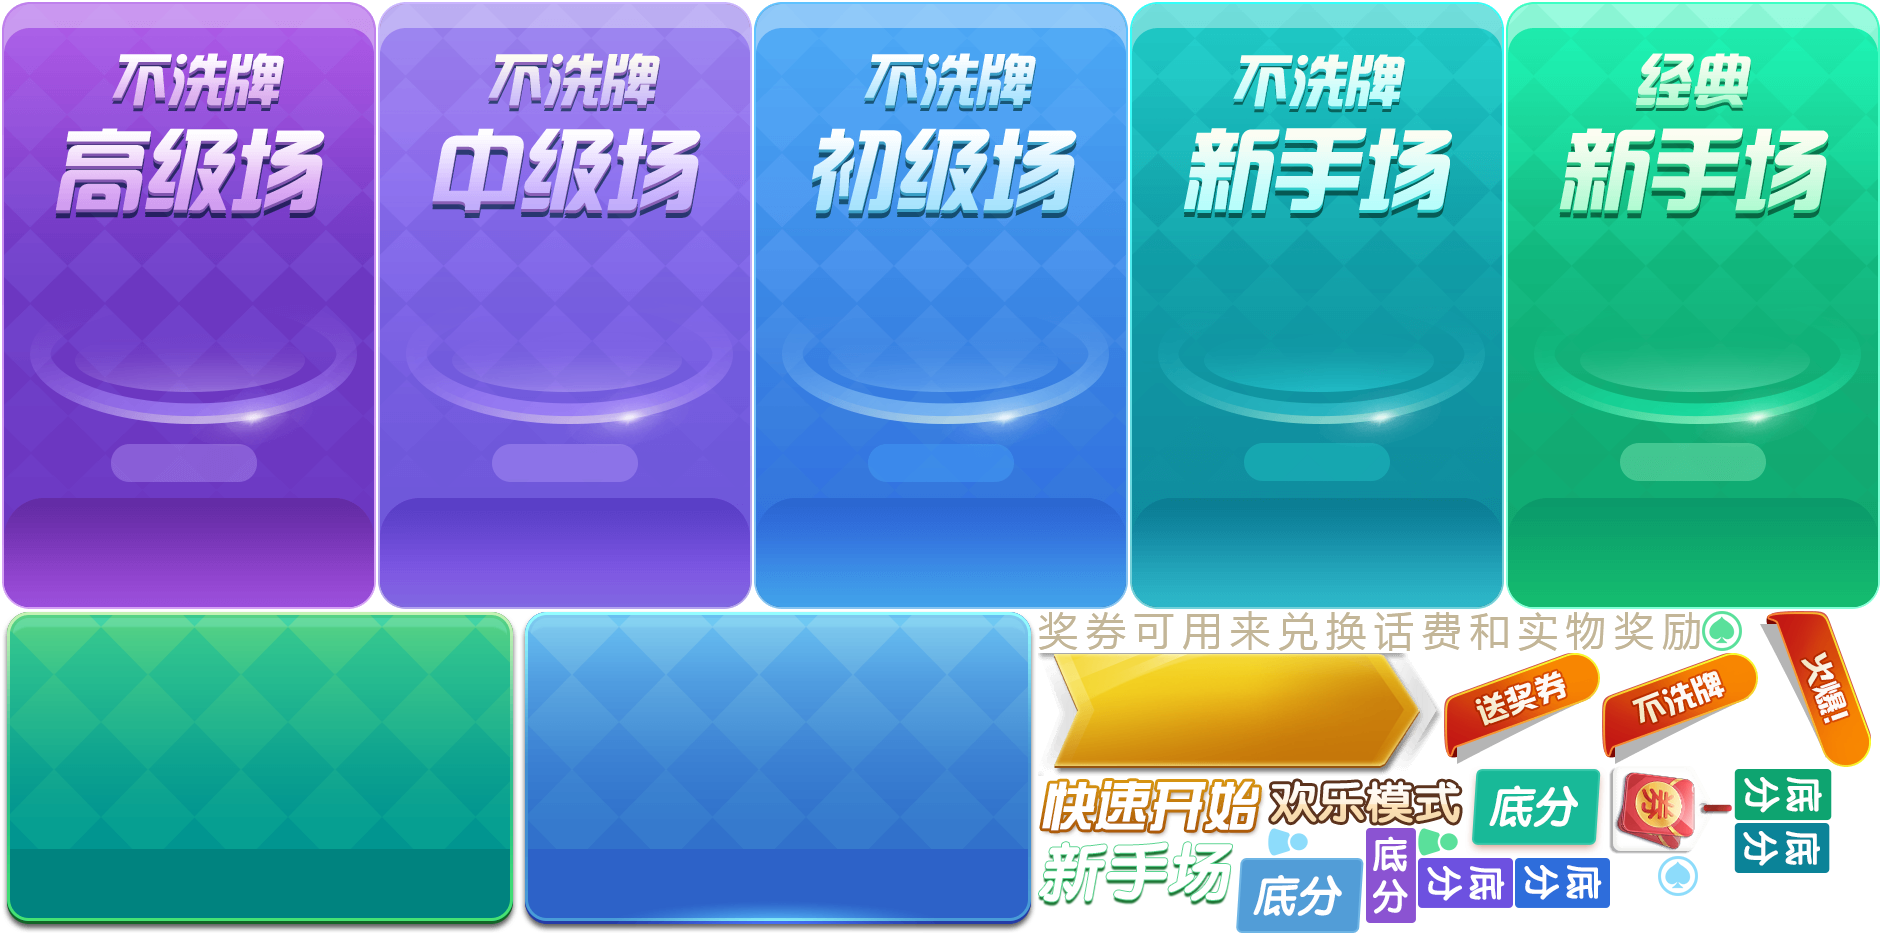 不洗牌
高级场
不洗牌
中级场
不洗牌
初级场
不洗牌
新手场
经典
新手场
奖券可用来兑换话费和实物奖励
送奖券
不洗牌
火爆!
快速开始
欢乐模式
底分
券
底分
底分
新手场
底分
底分
底分
底分